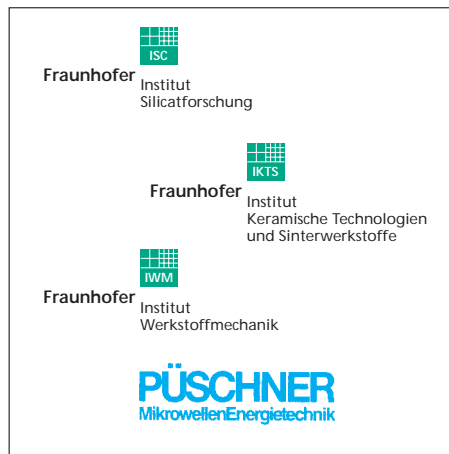 ISC
Fraunhofer Institut
Silicatforschung
IKTS
Fraunhofer Institut
Keramische Technologien
und Sinterwerkstoffe
IWM
Fraunhofer Institut
Werkstoffmechanik
PÜSCHNER
MikrowellenEnergietechnik